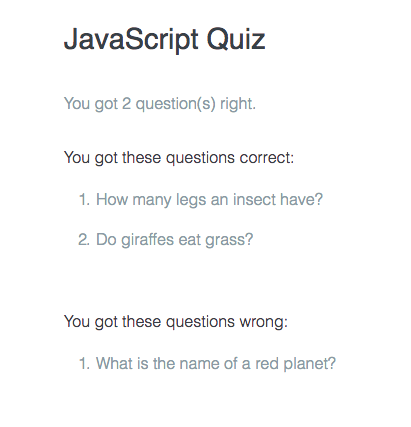 JavaScript Quiz
You got 2 question(s) right.
You got these questions correct:
1. How many legs an insect have?
2. Do giraffes eat grass?
You got these questions wrong:
1. What is the name of a red planet?